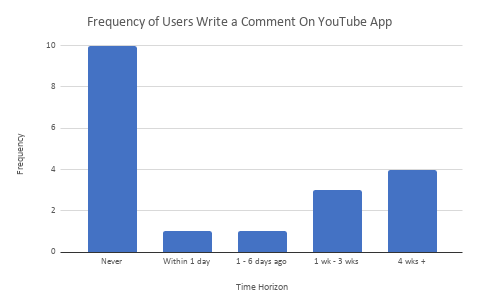 Frequency of Users Write a Comment On YouTube App
10
8
6
4
2
0
Frequency
Never Within 1 day 1 - 6 days ago 1 wk - 3 wks 4 wks +
Time Horizon